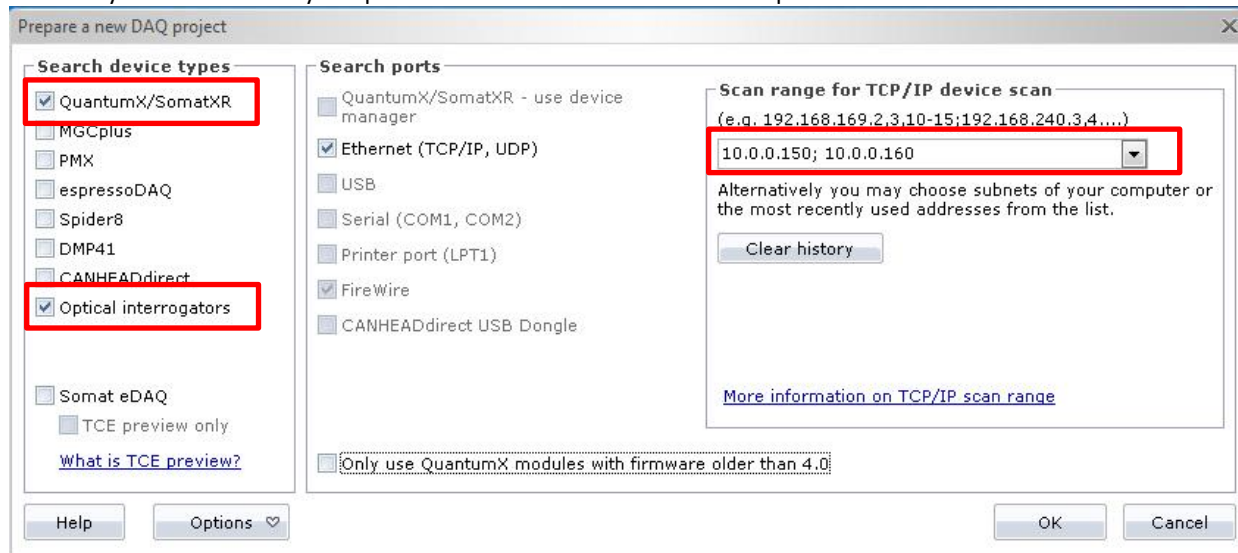 Prepare a new DAQ project
Search device types
QuantumX/SomatXR
MGCplus
PMX
espressoDAQ
Spider8
DMP41
CANHEADdirect
Optical interrogators
Somat eDAQ
TCE preview only
What is TCE preview?
Search ports
QuantumX/SomatXR - use device
manager
Ethernet (TCP/IP, UDP)
USB
Serial (COM1, COM2)
Printer port (LPT1)
FireWire
CANHEADdirect USB Dongle
Only use QuantumX modules with firmware older than 4.0
Scan range for TCP/IP device scan
(e.g. 192.168.169.2,3,10-15;192.168.240.3,4....)
10.0.0.150; 10.0.0.160
Alternatively you may choose subnets of your computer or
the most recently used addresses from the list.
Clear history
More information on TCP/IP scan range
Help
Options
OK
Cancel